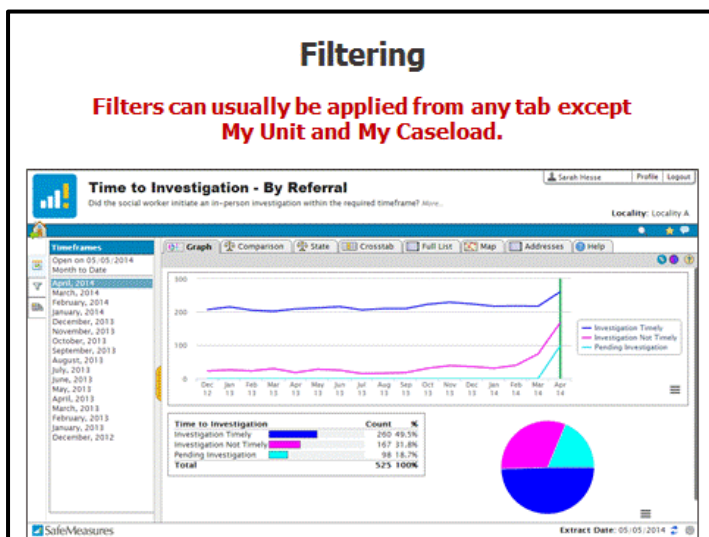 Filtering
Filters can usually be applied from any tab except
My Unit and My Caseload.
Sarah Hesse Profile Logout
Time to Investigation - By Referral
Did the social worker initiate an in-person investigation within the required timeframe? More...
Locality: Locality A
Timeframes
Open on 05/05/2014
Month to Date
April, 2014
March, 2014
February, 2014
January, 2014
December, 2013
November, 2013
October, 2013
September, 2013
August, 2013
July, 2013
June, 2013
May, 2013
April, 2013
March, 2013
February, 2013
January, 2013
December, 2012
Graph Comparison State Crosstab Full List Map Addresses Help
300
200
100
0
Dec Jan Feb Mar Apr May Jun Jul Aug Sep Oct Nov Dec Jan Feb Mar Apr
12 13 13 13 13 13 13 13 13 13 13 13 13 14 14 14 14
Investigation Timely
Investigation Not Timely
Pending Investigation
Time to Investigation Count %
Investigation Timely 260 49.5%
Investigation Not Timely 167 31.8%
Pending Investigation 98 18.7%
Total 525 100%
SafeMeasures
Extract Date: 05/05/2014